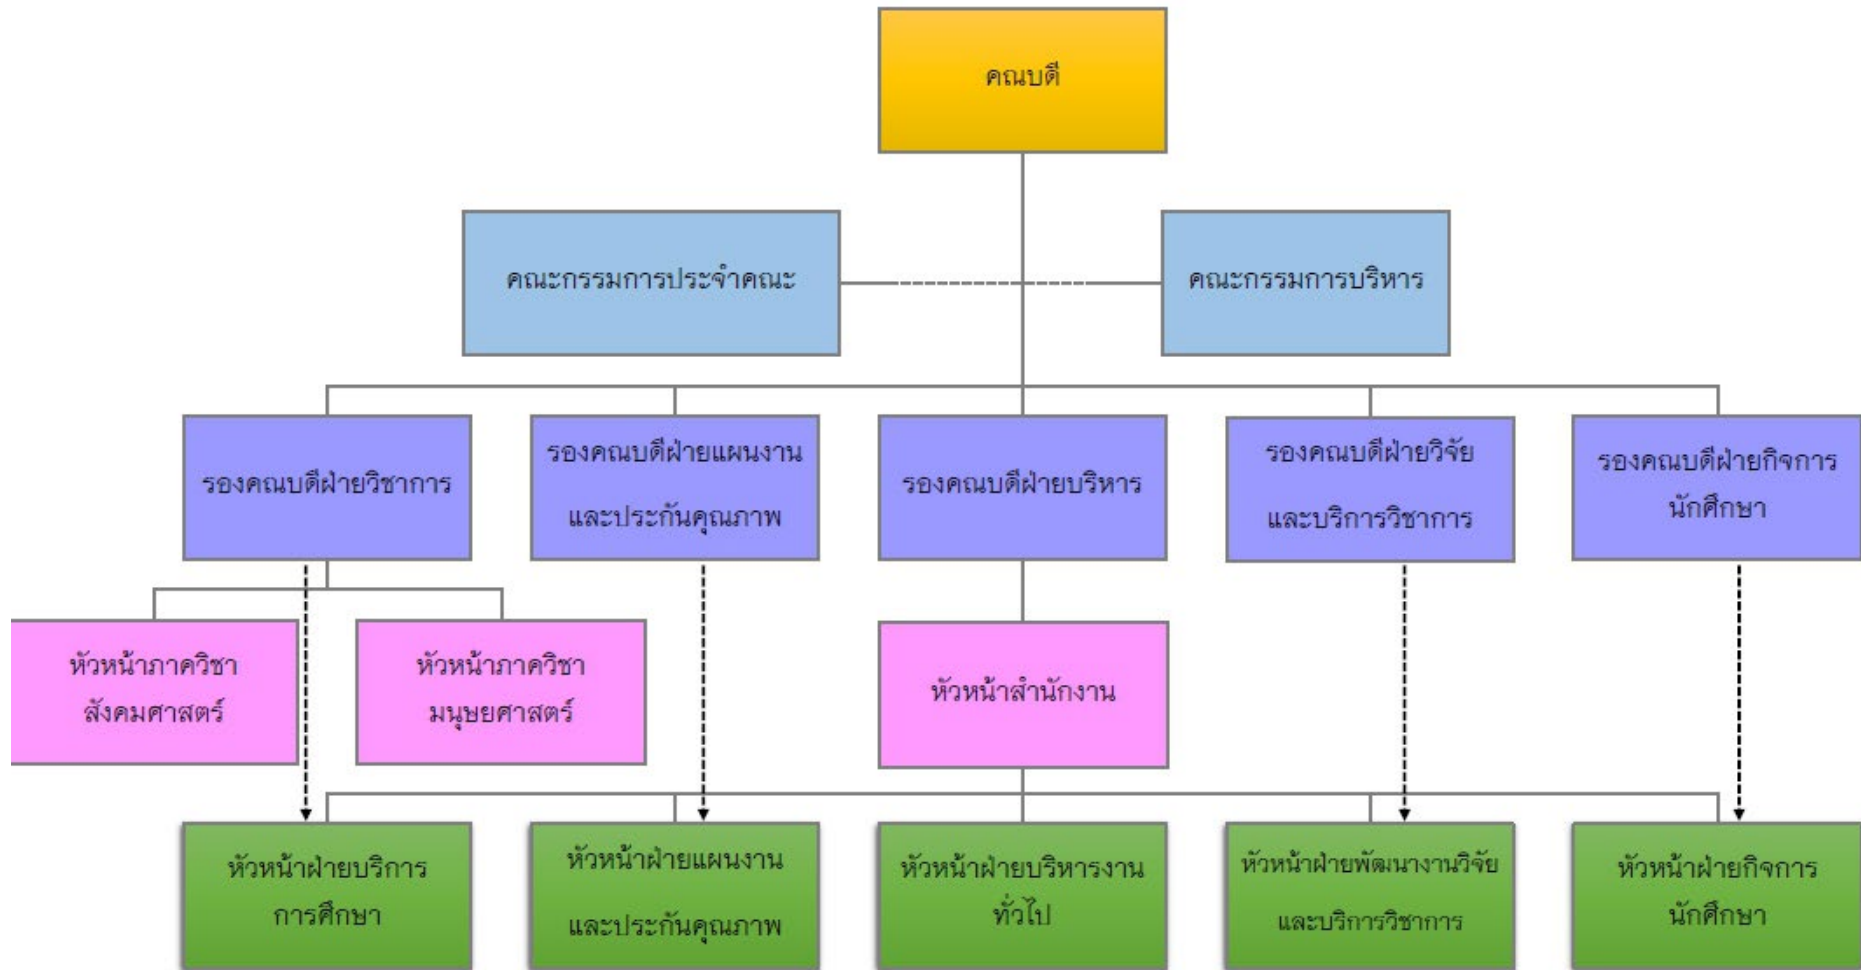 คณบดี
คณะกรรมการประจำคณะ
คณะกรรมการบริหาร
รองคณบดีฝ่ายวิชาการ
รองคณบดีฝ่ายแผนงาน
และประกันคุณภาพ
รองคณบดีฝ่ายบริหาร
รองคณบดีฝ่ายวิจัย
และบริการวิชาการ
รองคณบดีฝ่ายกิจการ
นักศึกษา
หัวหน้าภาควิชา
สังคมศาสตร์
หัวหน้าภาควิชา
มนุษยศาสตร์
หัวหน้าสำนักงาน
หัวหน้าฝ่ายบริการ
การศึกษา
หัวหน้าฝ่ายแผนงาน
และประกันคุณภาพ
หัวหน้าฝ่ายบริหารงาน
ทั่วไป
หัวหน้าฝ่ายพัฒนางานวิจัย
และบริการวิชาการ
หัวหน้าฝ่ายกิจการ
นักศึกษา